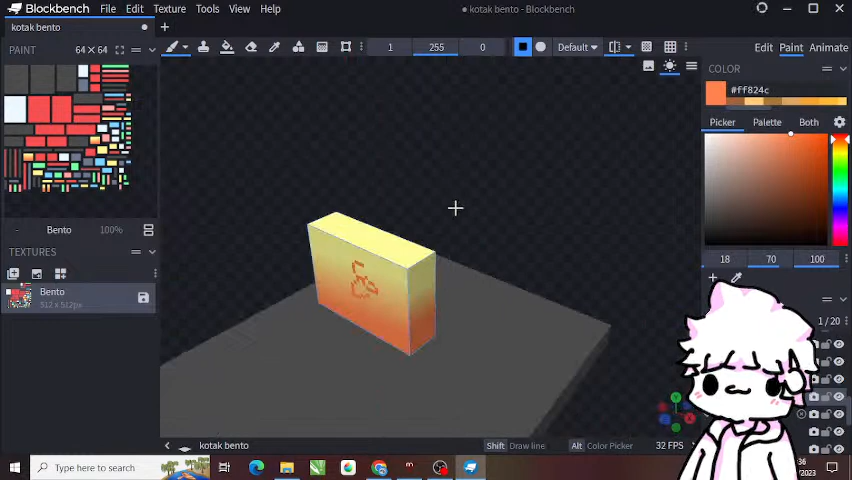 Blockbench File Edit Texture Tools View Help
kotak bento - Blockbench
kotak bento
PAINT 64 × 64
1 255 0 Default
Edit Paint Animate
COLOR
#ff824c
Picker Palette Both
18 70 100
Bento 100%
TEXTURES
Bento
512 x 512px
1 / 20
kotak bento
Shift Draw line Alt Color Picker 32 FPS
Type here to search